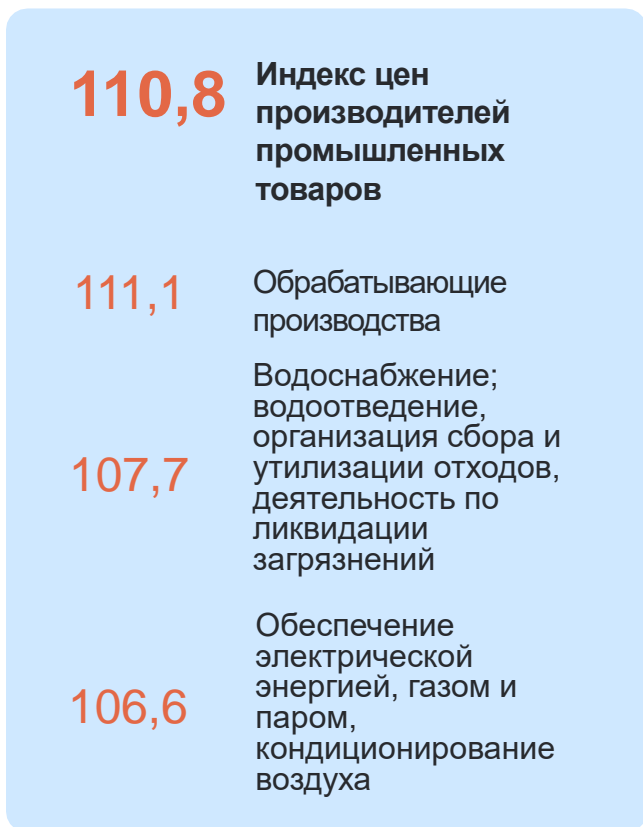 110,8
Индекс цен
производителей
промышленных
товаров
111,1
Обрабатывающие
производства
107,7
Водоснабжение;
водоотведение,
организация сбора и
утилизации отходов,
деятельность по
ликвидации
загрязнений
106,6
Обеспечение
электрической
энергией, газом и
паром,
кондиционирование
воздуха